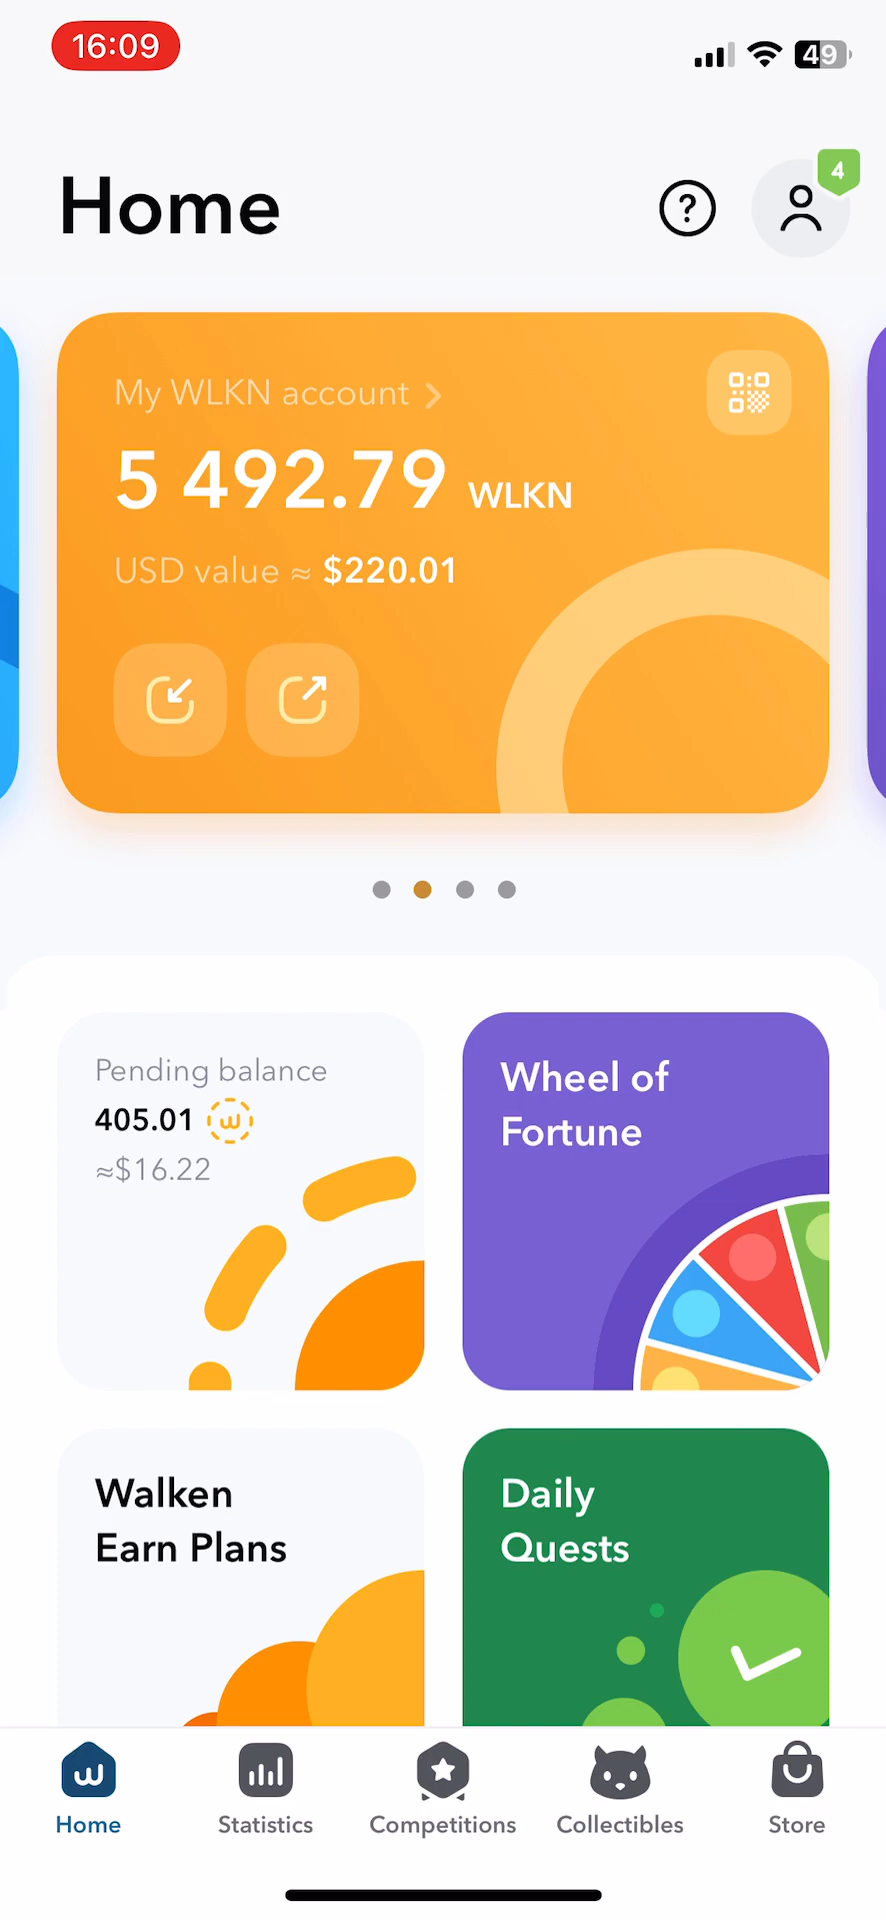 16:09
49
Home
?
4
My WLKN account
5 492.79 WLKN
USD value ≈ $220.01
Pending balance
405.01
≈$16.22
Wheel of
Fortune
Walken
Earn Plans
Daily
Quests
Home
Statistics
Competitions
Collectibles
Store